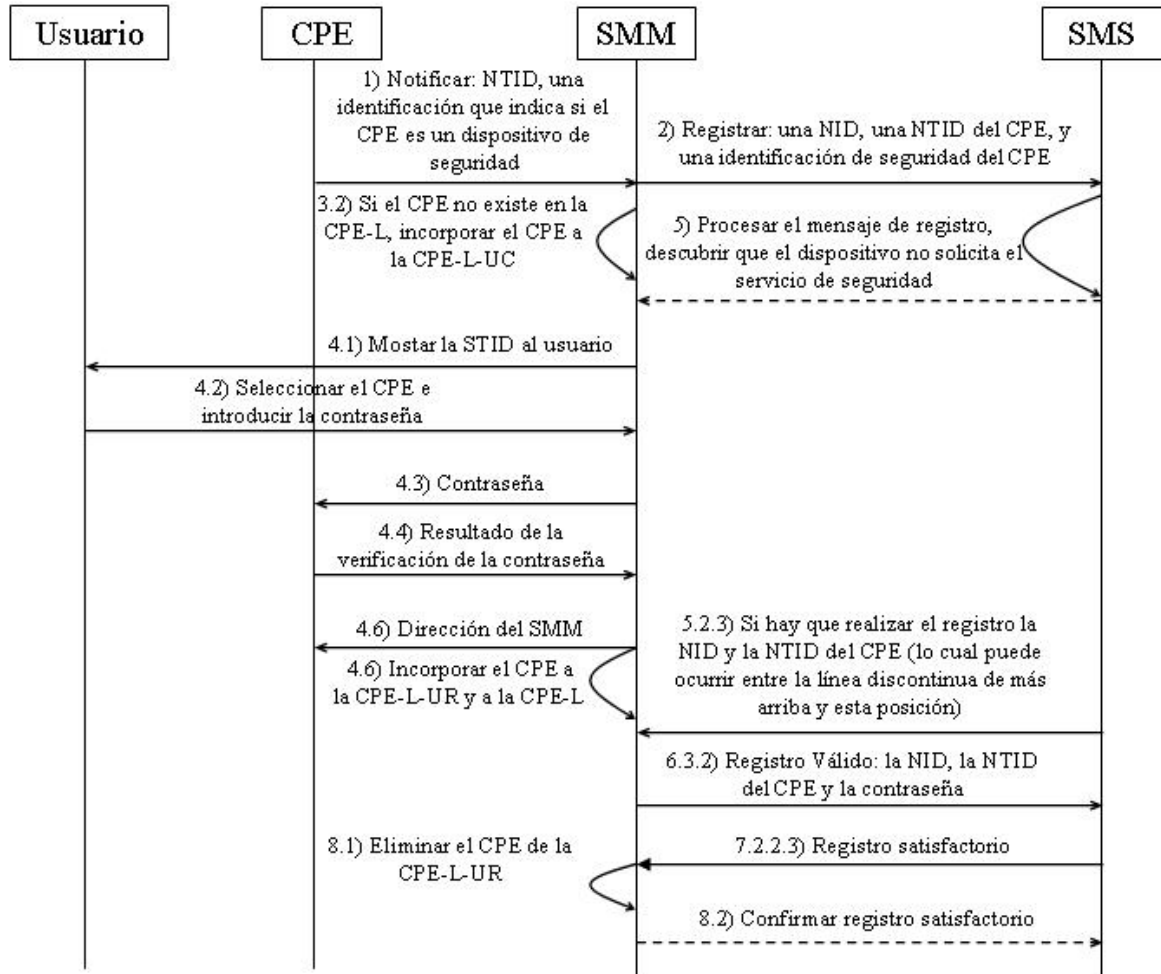 Usuario
CPE
SMM
SMS
1) Notificar: NTID, una
identificación que indica si el
CPE es un dispositivo de
seguridad
2) Registrar: una NID, una NTID del CPE, y
una identificación de seguridad del CPE
3.2) Si el CPE no existe en la
CPE-L, incorporar el CPE a
la CPE-L-UC
5) Procesar el mensaje de registro,
descubrir que el dispositivo no solicita el
servicio de seguridad
4.1) Mostar la STID al usuario
4.2) Seleccionar el CPE e
introducir la contraseña
4.3) Contraseña
4.4) Resultado de la
verificación de la contraseña
4.6) Dirección del SMM
4.6) Incorporar el CPE a
la CPE-L-UR y a la CPE-L
5.2.3) Si hay que realizar el registro la
NID y la NTID del CPE (lo cual puede
ocurrir entre la línea discontinua de más
arriba y esta posición)
6.3.2) Registro Válido: la NID, la NTID
del CPE y la contraseña
8.1) Eliminar el CPE de la
CPE-L-UR
7.2.2.3) Registro satisfactorio
8.2) Confirmar registro satisfactorio